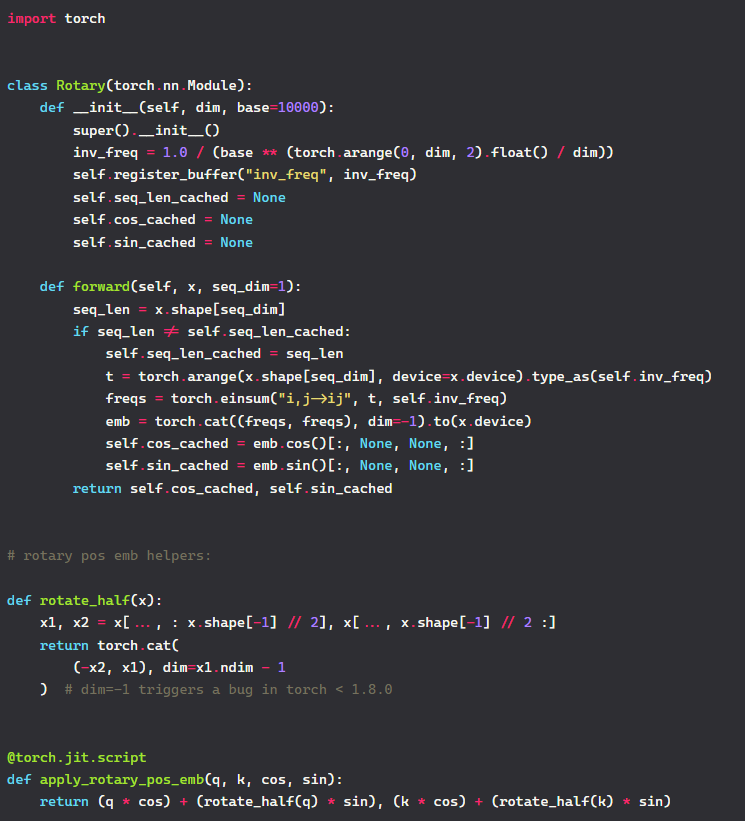 import torch


class Rotary(torch.nn.Module):
    def __init__(self, dim, base=10000):
        super().__init__()
        inv_freq = 1.0 / (base ** (torch.arange(0, dim, 2).float() / dim))
        self.register_buffer("inv_freq", inv_freq)
        self.seq_len_cached = None
        self.cos_cached = None
        self.sin_cached = None

    def forward(self, x, seq_dim=1):
        seq_len = x.shape[seq_dim]
        if seq_len != self.seq_len_cached:
            self.seq_len_cached = seq_len
            t = torch.arange(x.shape[seq_dim], device=x.device).type_as(self.inv_freq)
            freqs = torch.einsum("i,j->ij", t, self.inv_freq)
            emb = torch.cat((freqs, freqs), dim=-1).to(x.device)
            self.cos_cached = emb.cos()[:, None, None, :]
            self.sin_cached = emb.sin()[:, None, None, :]
        return self.cos_cached, self.sin_cached


# rotary pos emb helpers:

def rotate_half(x):
    x1, x2 = x[..., : x.shape[-1] // 2], x[..., x.shape[-1] // 2 :]
    return torch.cat(
        (-x2, x1), dim=x1.ndim - 1
    )  # dim=-1 triggers a bug in torch < 1.8.0


@torch.jit.script
def apply_rotary_pos_emb(q, k, cos, sin):
    return (q * cos) + (rotate_half(q) * sin), (k * cos) + (rotate_half(k) * sin)